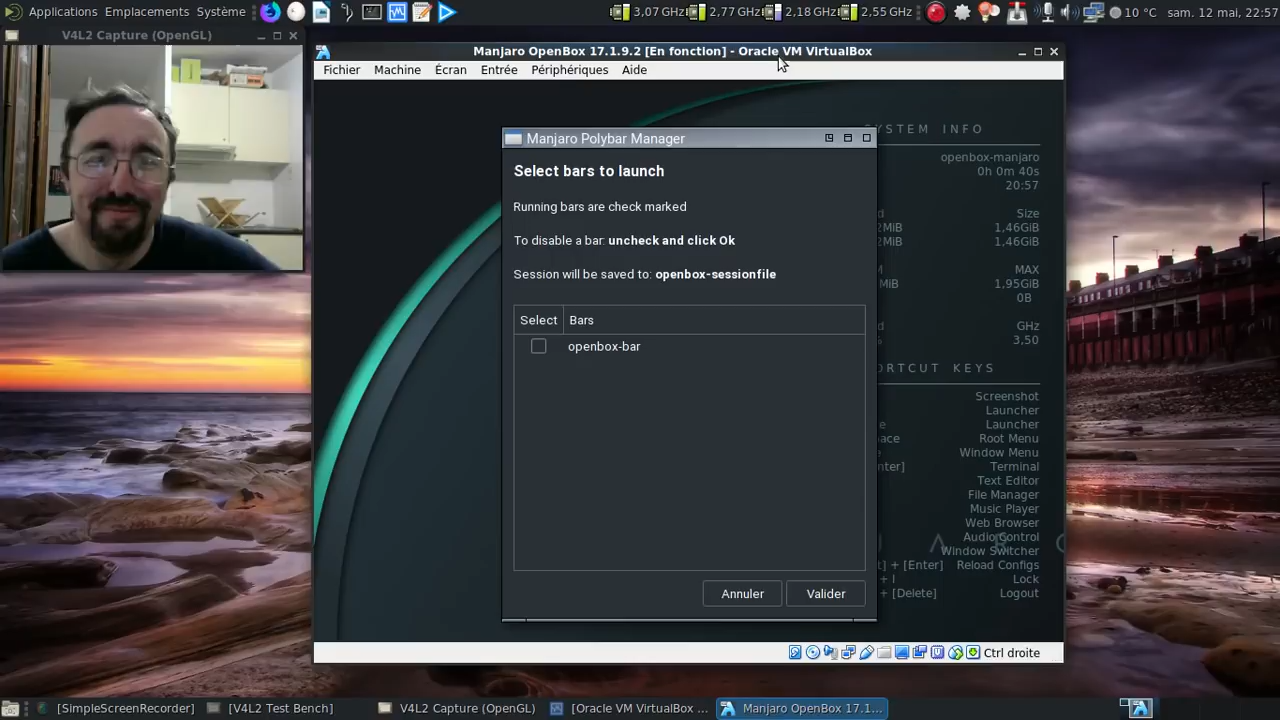 Applications Emplacements Système
3,07 GHz 2,77 GHz 2,18 GHz 2,55 GHz
10 °C sam. 12 mai, 22:57
V4L2 Capture (OpenGL)
Manjaro OpenBox 17.1.9.2 [En fonction] - Oracle VM VirtualBox
Fichier Machine Écran Entrée Périphériques Aide
Manjaro Polybar Manager
Select bars to launch
Running bars are check marked
To disable a bar: uncheck and click Ok
Session will be saved to: openbox-sessionfile
Select Bars
openbox-bar
Annuler Valider
SYSTEM INFO
openbox-manjaro
0h 0m 40s
20:57
d Size
2MiB 1,46GiB
2MiB 1,46GiB
M MAX
MiB 1,95GiB
0B
GHz
% 3,50
ORTCUT KEYS
Screenshot
Launcher
e Launcher
pace Root Menu
Window Menu
nter] Terminal
Text Editor
File Manager
Music Player
Web Browser
Audio Control
Window Switcher
t] + [Enter] Reload Configs
+ I Lock
+ [Delete] Logout
Ctrl droite
[SimpleScreenRecorder] [V4L2 Test Bench] V4L2 Capture (OpenGL) [Oracle VM VirtualBox ... Manjaro OpenBox 17.1...